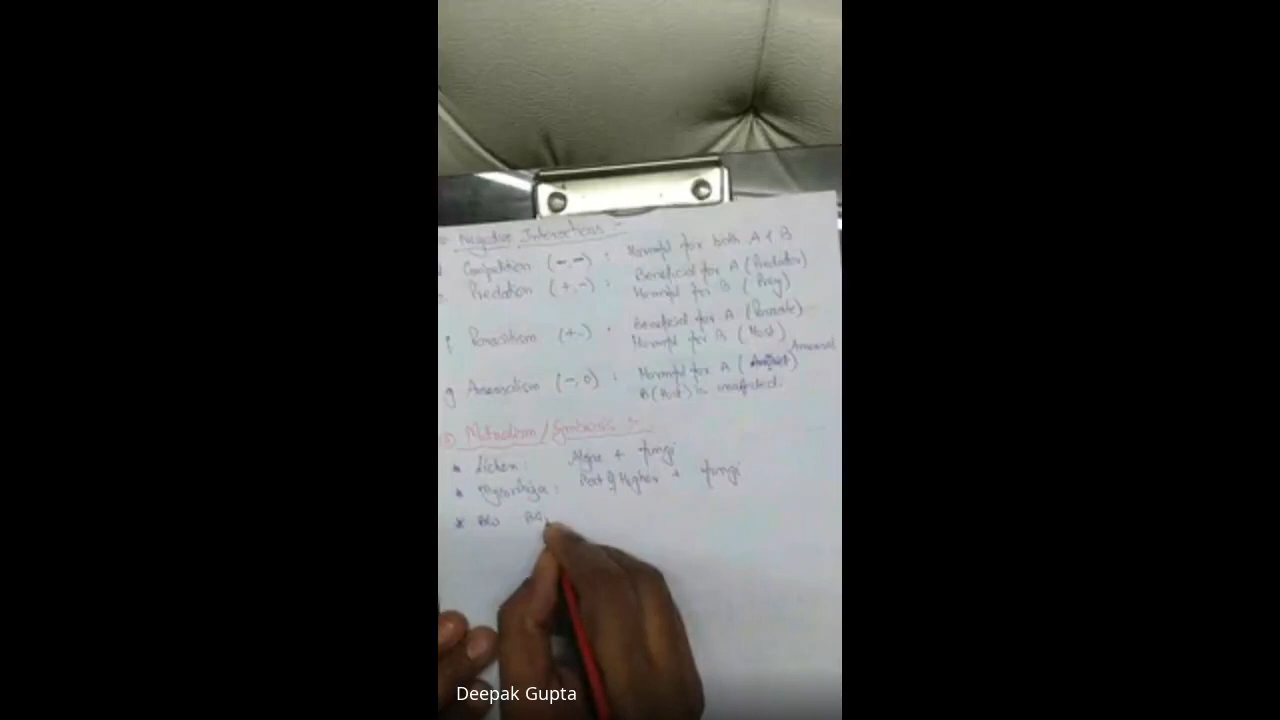 Negative Interactions :-
Competition (-,-) : Harmful for both A & B
Predation (+,-) : Beneficial for A (Predator)
Harmful for B (Prey)
f Parasitism (+-) : Beneficial for A (Parasite)
Harmful for B (Host)
g Amensalism (-,0) : Harmful for A ( ) Amensal
B (Host) is unaffected.
Mutualism / Symbiosis :-
* Lichen : Algae + fungi
* : Root of Higher + fungi
*
Deepak Gupta